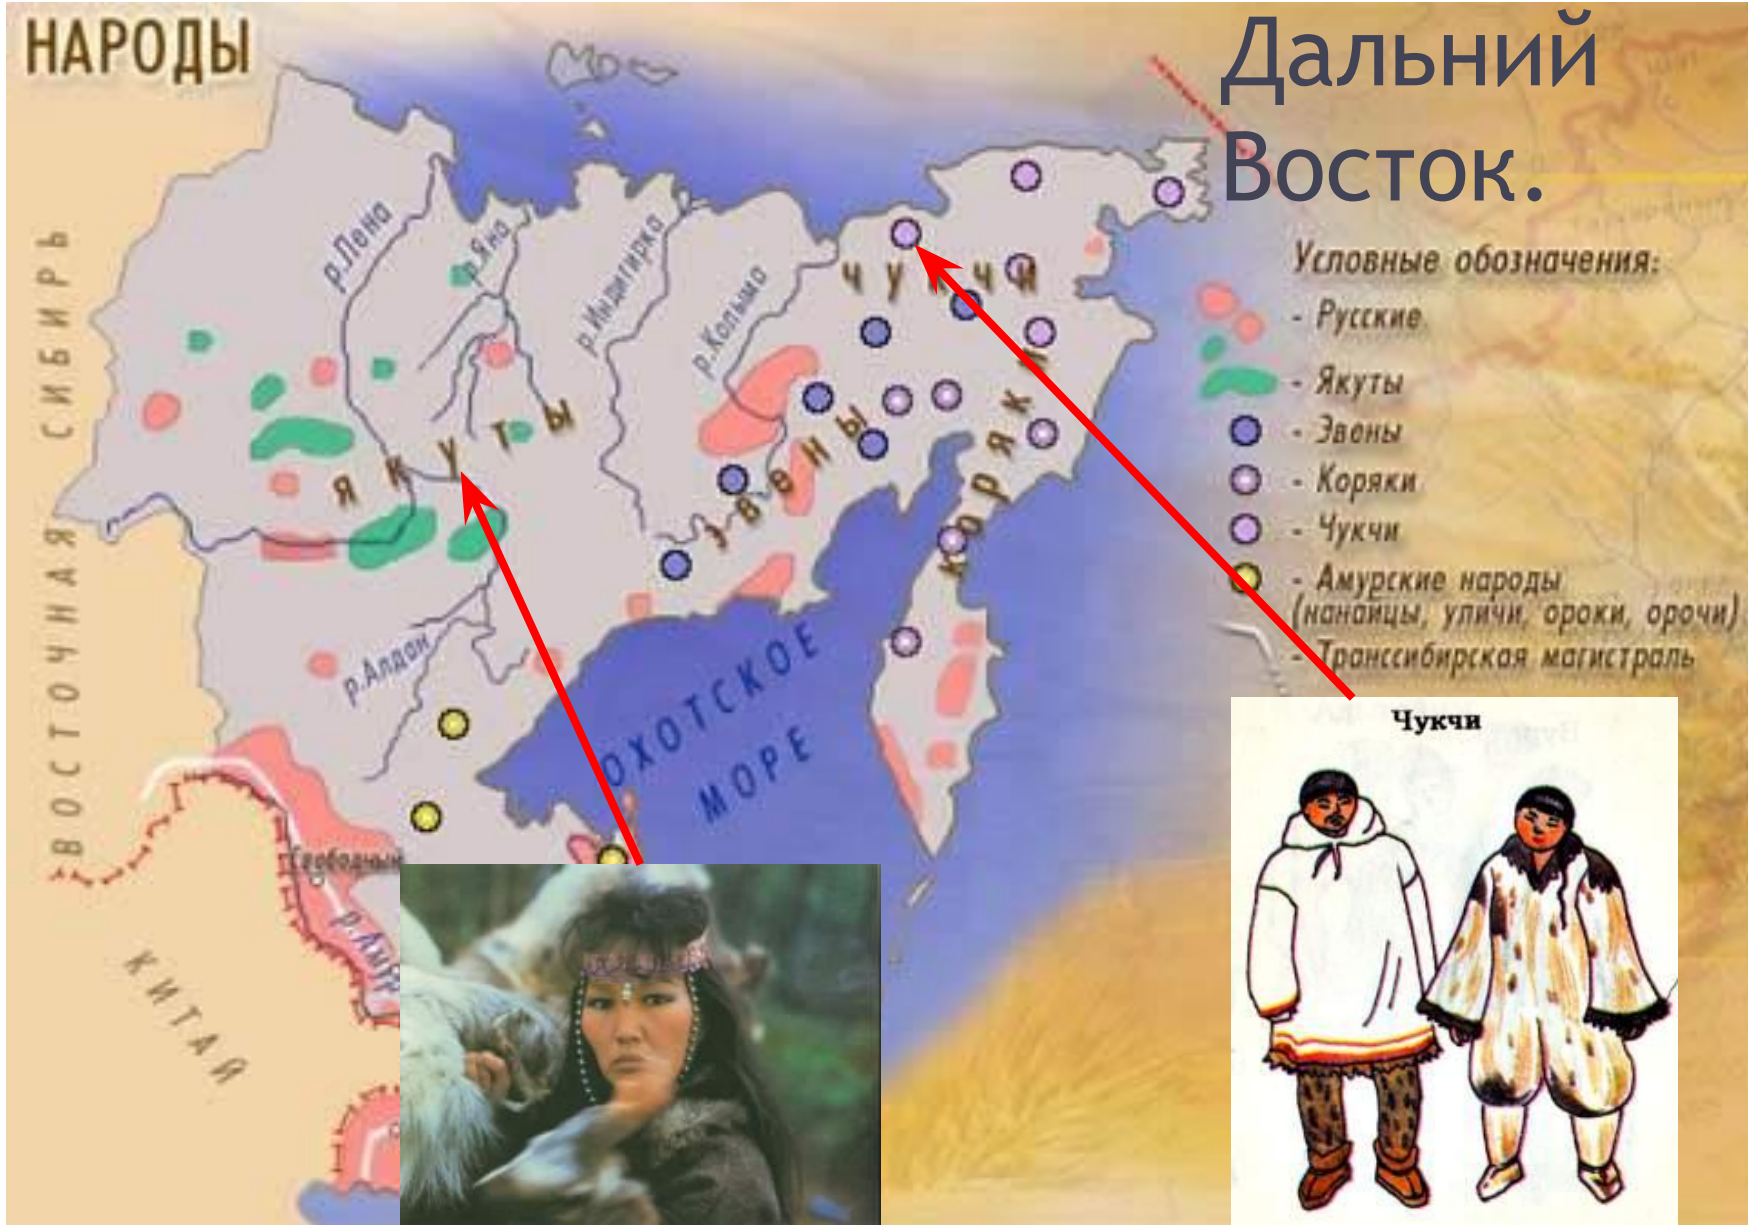 НАРОДЫ
Дальний
Восток.
Условные обозначения:
- Русские
- Якуты
- Эвены
- Коряки
- Чукчи
- Амурские народы
(нанайцы, уличи, ороки, орочи)
- Транссибирская магистраль
р.Лена
р.Яна
р.Индигирка
р.Колыма
ЧУКЧИ
ЯКУТЫ
ЭВЕНЫ
КОРЯКИ
р.Алдан
ОХОТСКОЕ
МОРЕ
ВОСТОЧНАЯ СИБИРЬ
Свободный
р.Амур
КИТАЙ
Чукчи